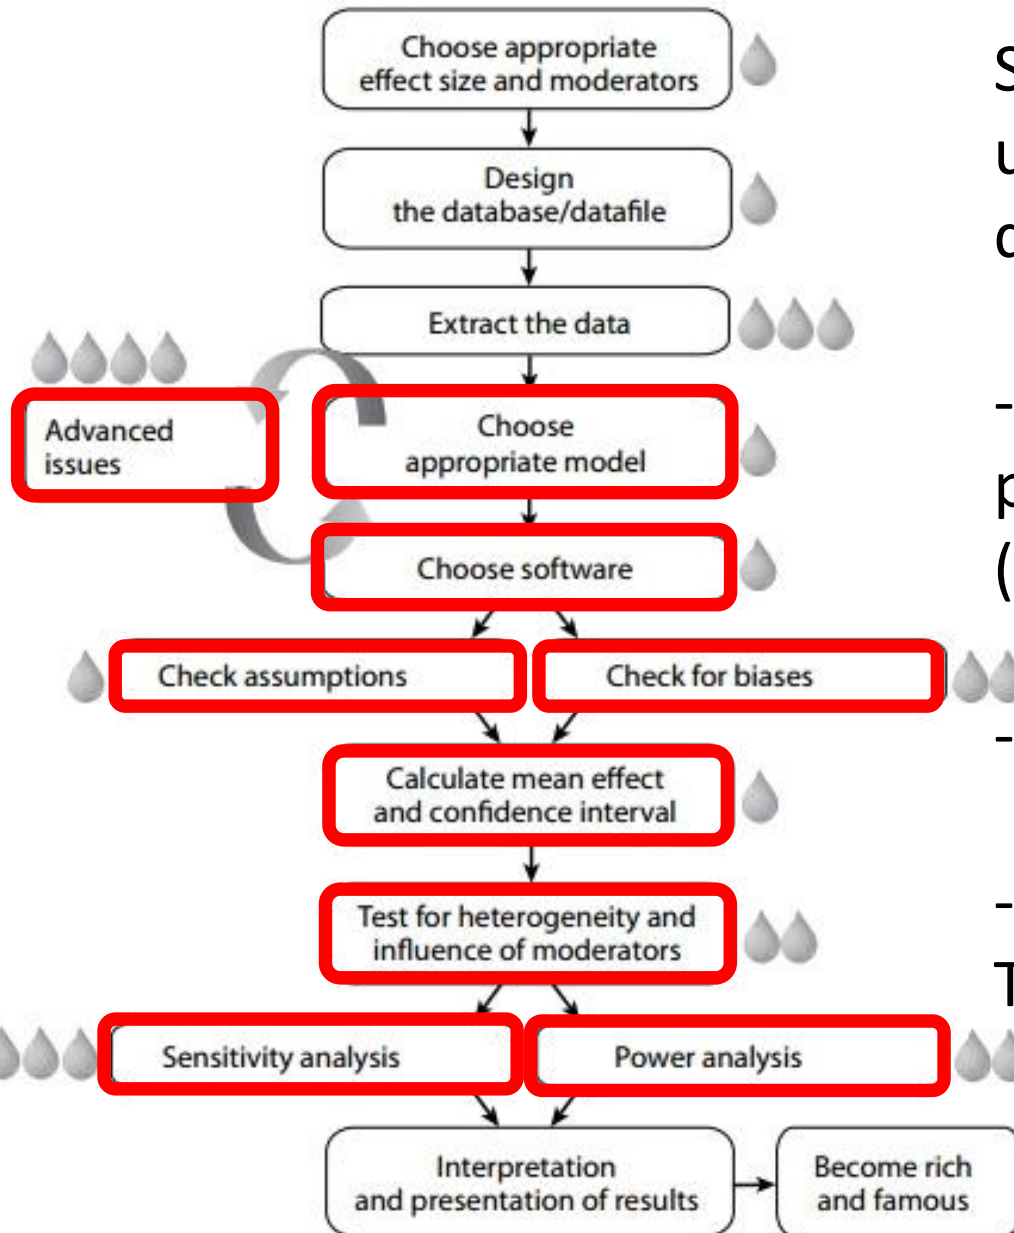 Choose appropriate
effect size and moderators
Design
the database/datafile
Extract the data
Advanced
issues
Choose
appropriate model
Choose software
Check assumptions
Check for biases
Calculate mean effect
and confidence interval
Test for heterogeneity and
influence of moderators
Sensitivity analysis
Power analysis
Interpretation
and presentation of results
Become rich
and famous
-
(
-
-